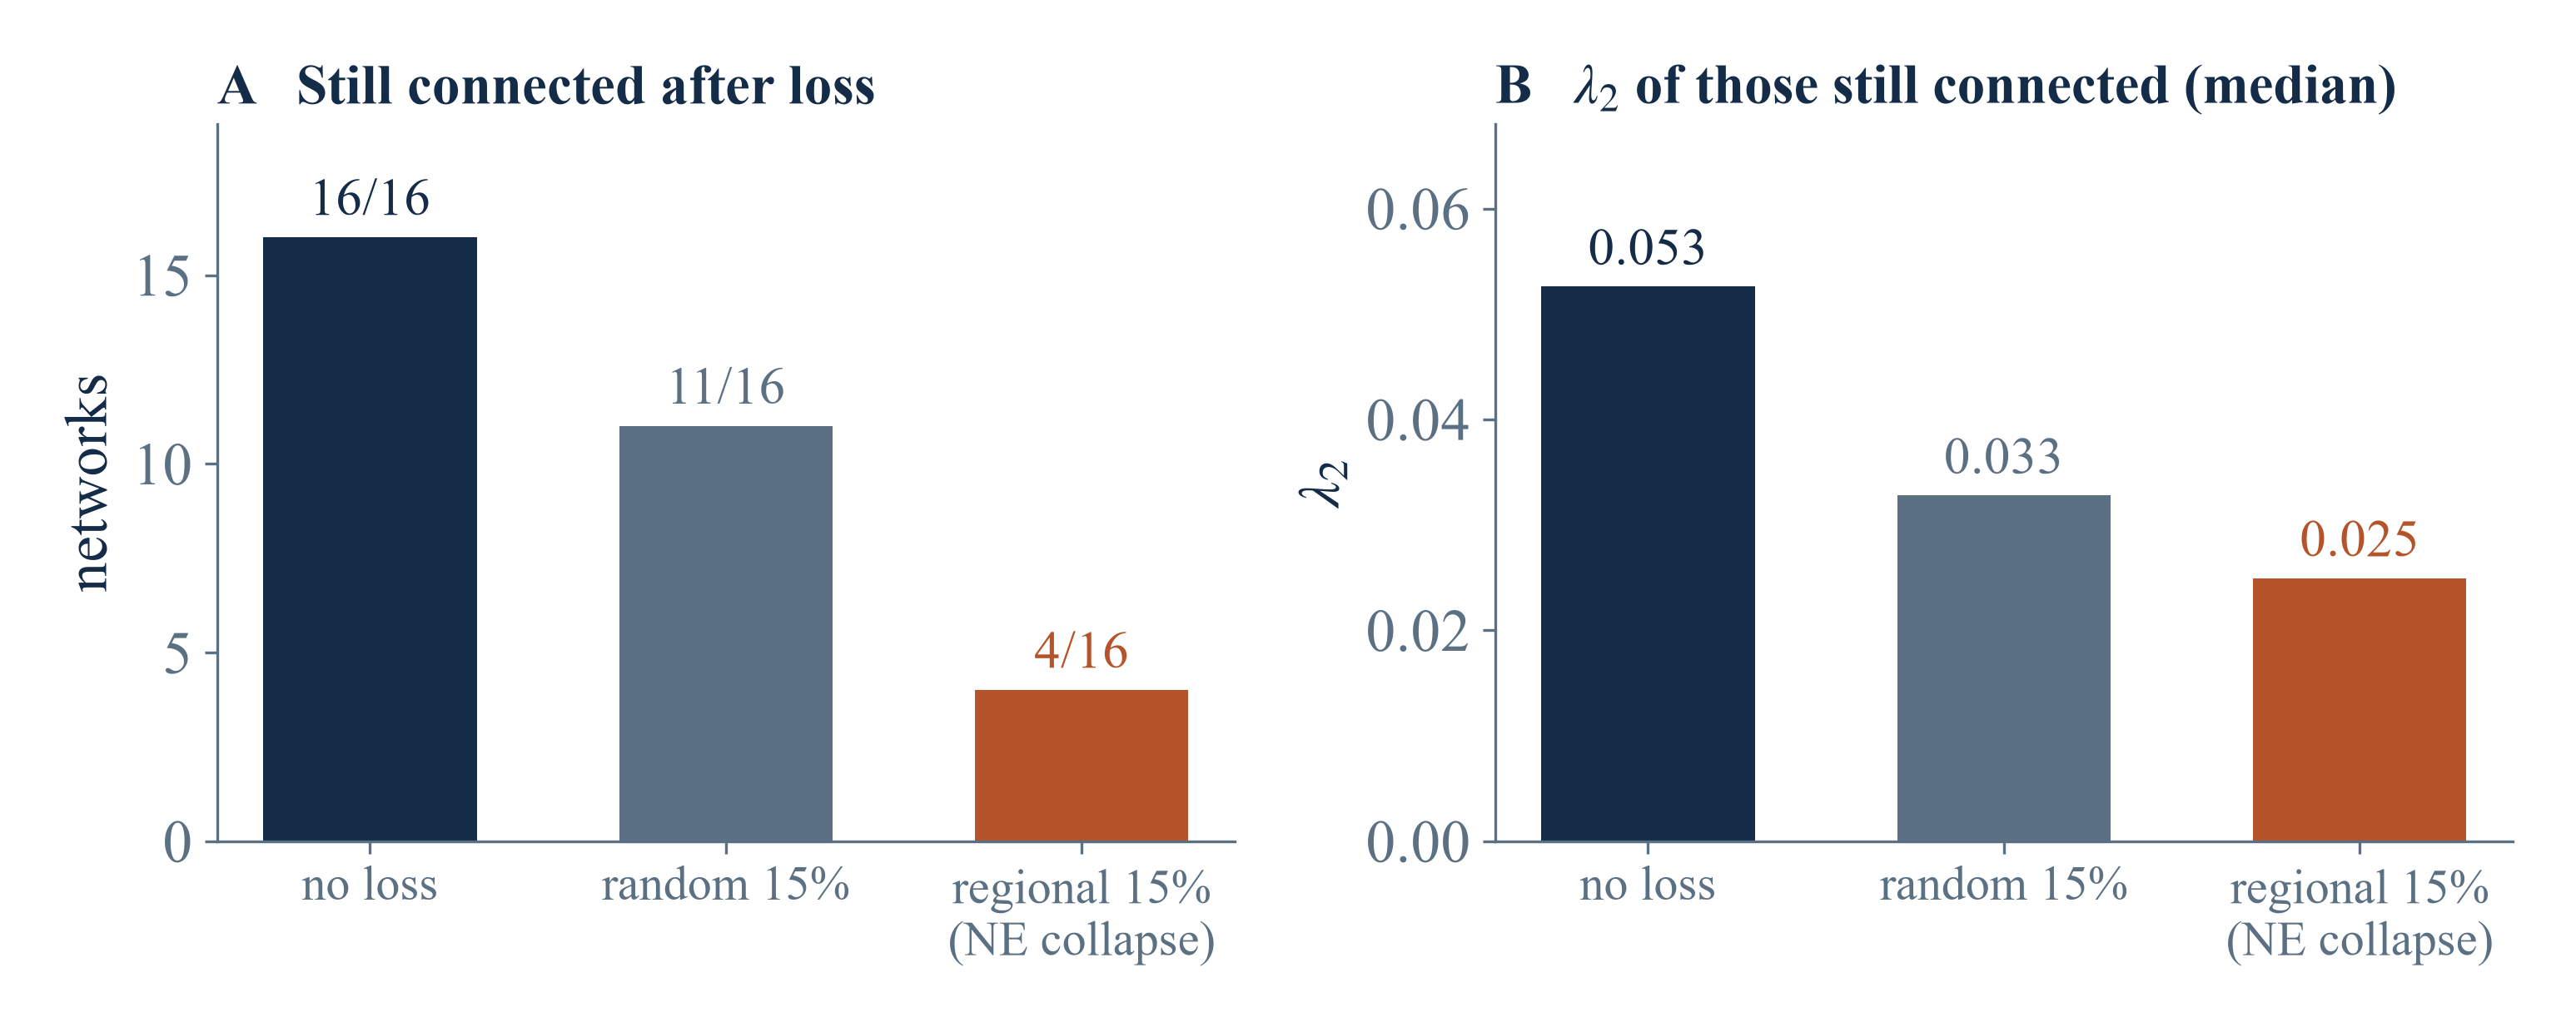 A Still connected after loss
networks
15
10
5
0
16/16
11/16
4/16
no loss
random 15%
regional 15%
(NE collapse)
B λ₂ of those still connected (median)
λ₂
0.06
0.04
0.02
0.00
0.053
0.033
0.025
no loss
random 15%
regional 15%
(NE collapse)